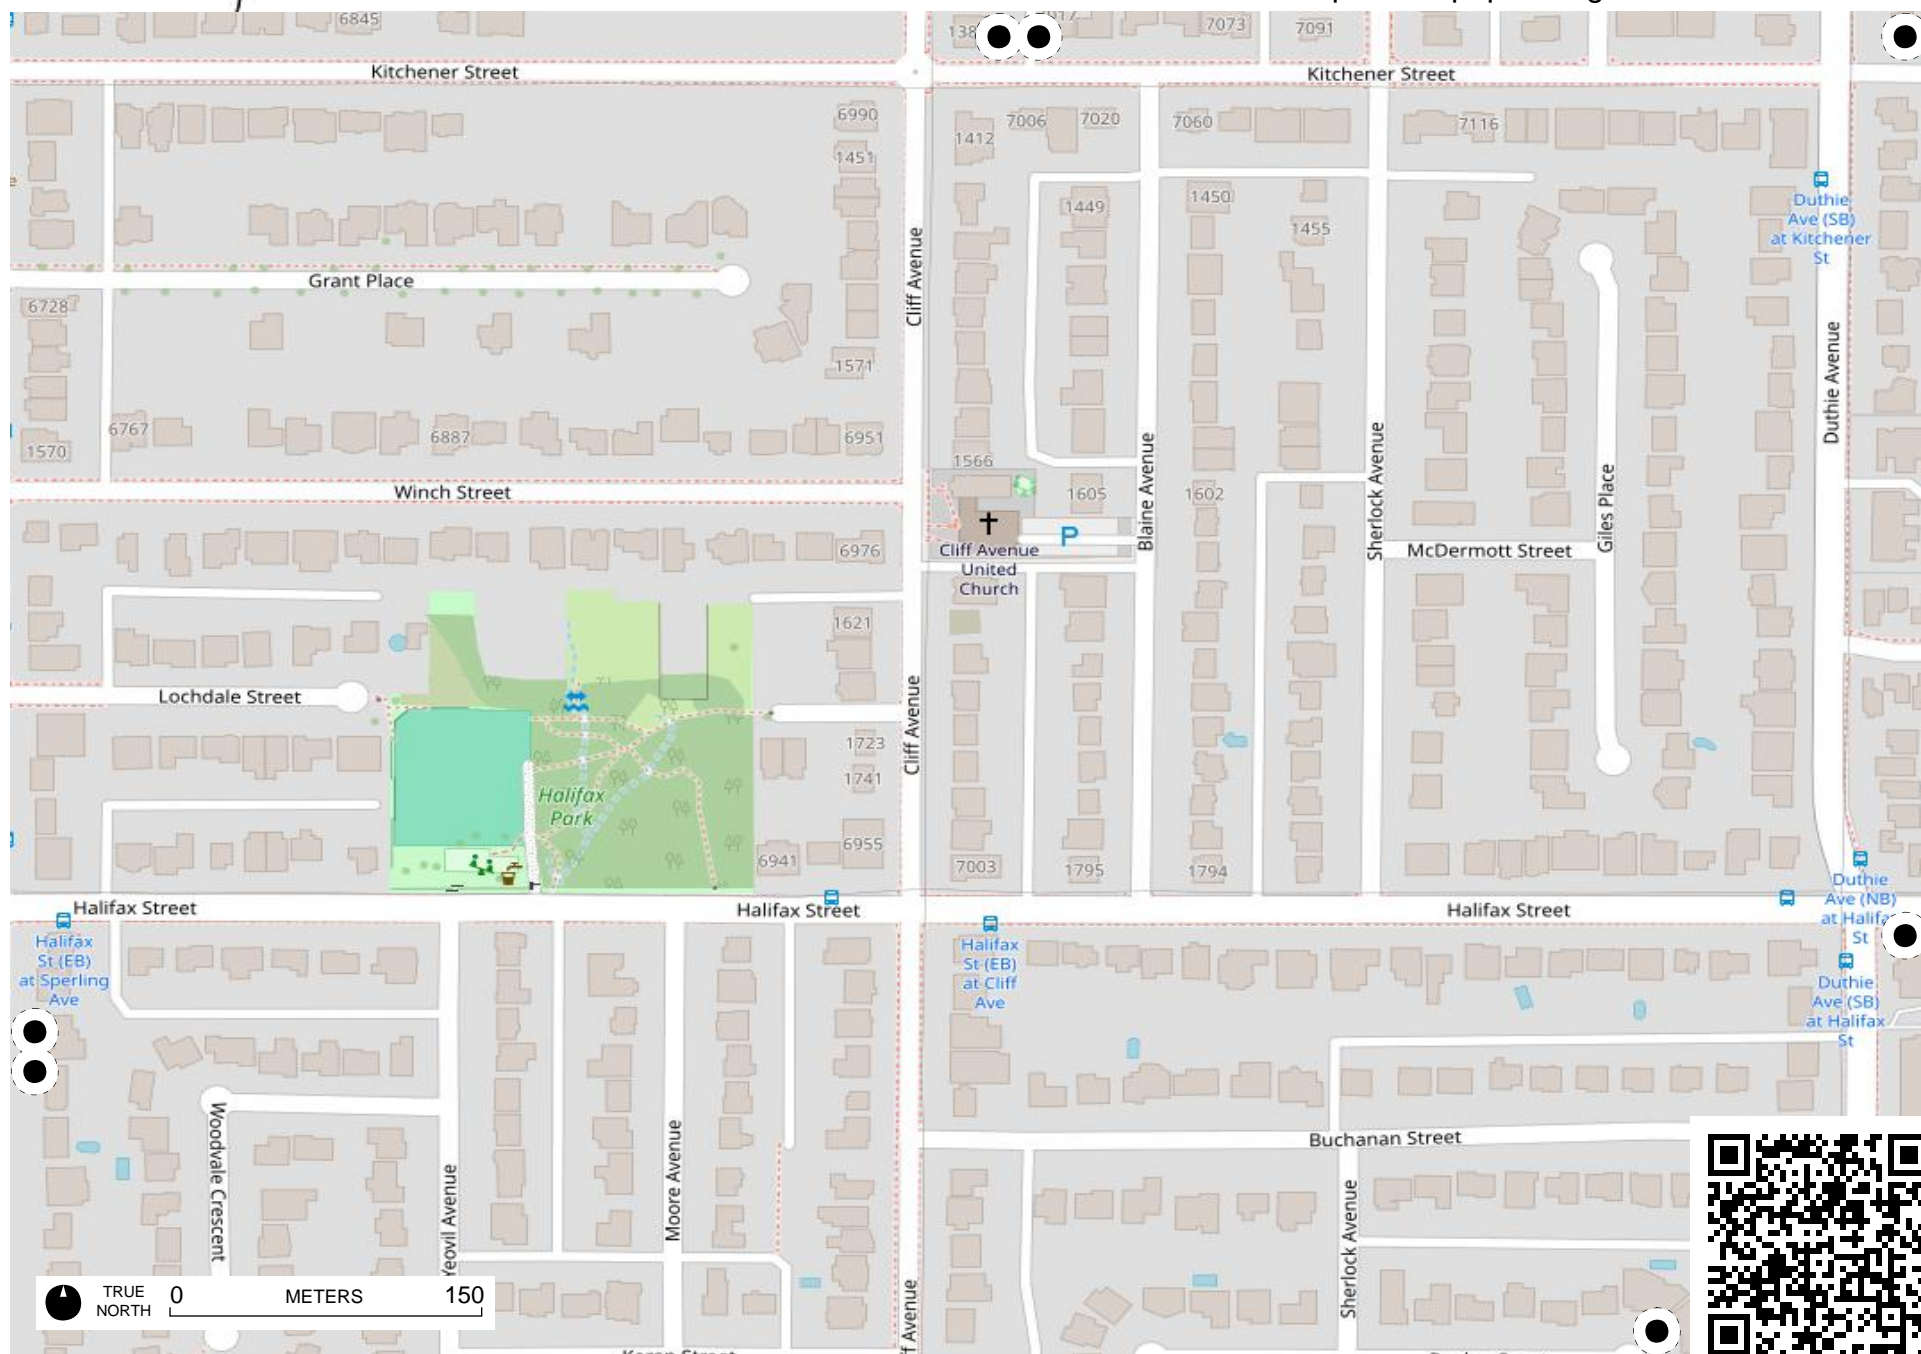 6845
7073
7091
Kitchener Street
Kitchener Street
6990
1451
1412
7006
7020
7060
7116
1449
1450
1455
Duthie
Ave (SB)
at Kitchener
St
Cliff Avenue
Grant Place
6728
1571
Duthie Avenue
6767
1570
6887
6951
1566
Winch Street
1605
1602
Blaine Avenue
Sherlock Avenue
Giles Place
P
McDermott Street
6976
Cliff Avenue
United
Church
1621
Lochdale Street
Cliff Avenue
1723
1741
Halifax
Park
6941
6955
7003
1795
1794
Halifax Street
Halifax Street
Halifax Street
Duthie
Ave (NB)
at Halifax
St
Halifax
St (EB)
at Sperling
Ave
Halifax
St (EB)
at Cliff
Ave
Duthie
Ave (SB)
at Halifax
St
Woodvale Crescent
Yeovil Avenue
Moore Avenue
Buchanan Street
Sherlock Avenue
TRUE
NORTH
0 METERS 150